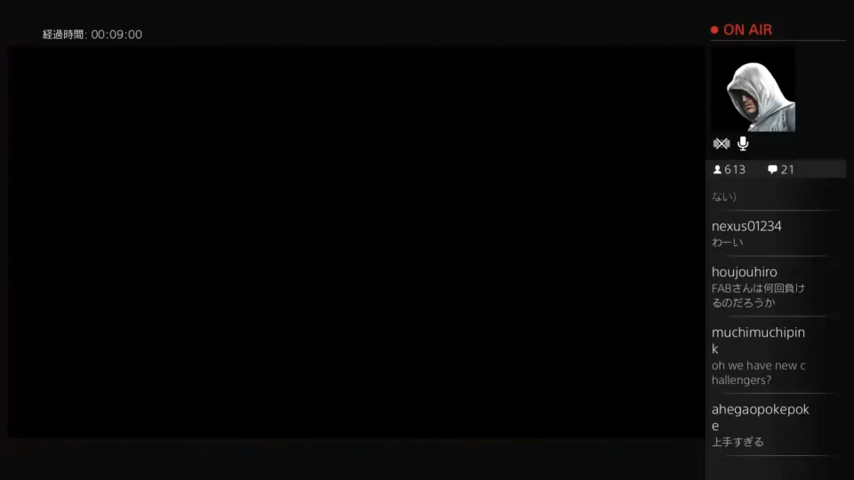 経過時間: 00:09:00
ON AIR
613 21
ない)
nexus01234
わーい
houjouhiro
FABさんは何回負け
るのだろうか
muchimuchipin
k
oh we have new c
hallengers?
ahegaopokepok
e
上手すぎる